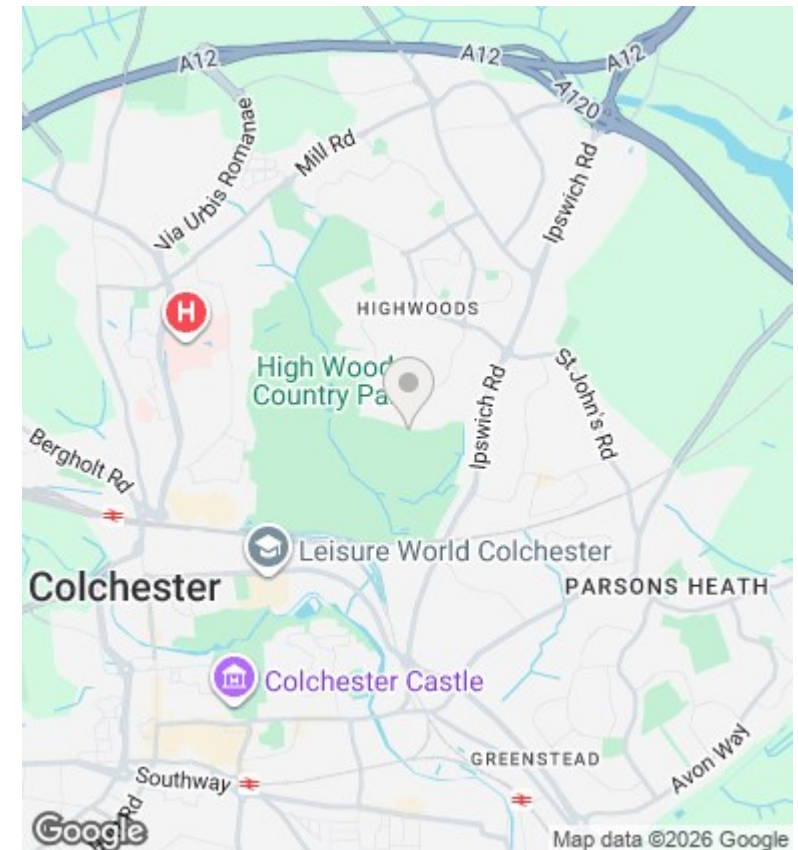 A12
A12
A12
A120
Mill Rd
Via Urbis Romanae
Ipswich Rd
H
HIGHWOODS
High Wood
Country Pa
St John's Rd
Ipswich Rd
Bergholt Rd
Leisure World Colchester
Colchester
PARSONS HEATH
Colchester Castle
GREENSTEAD
Avon Way
Southway
Rd
Google
Map data ©2026 Google